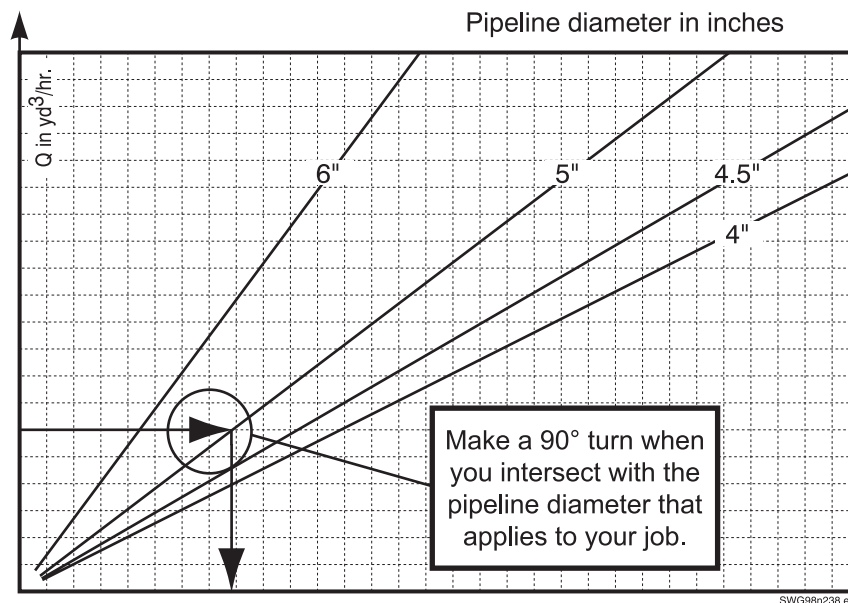 Pipeline diameter in inches
Q in yd³/hr.
6"
5"
4.5"
4"
Make a 90° turn when
you intersect with the
pipeline diameter that
applies to your job.
SWG98n238.e